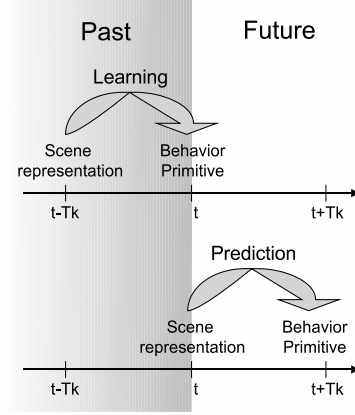 Past Future
Learning
Scene Behavior
representation Primitive
t-Tk t t+Tk
Prediction
Scene Behavior
representation Primitive
t-Tk t t+Tk